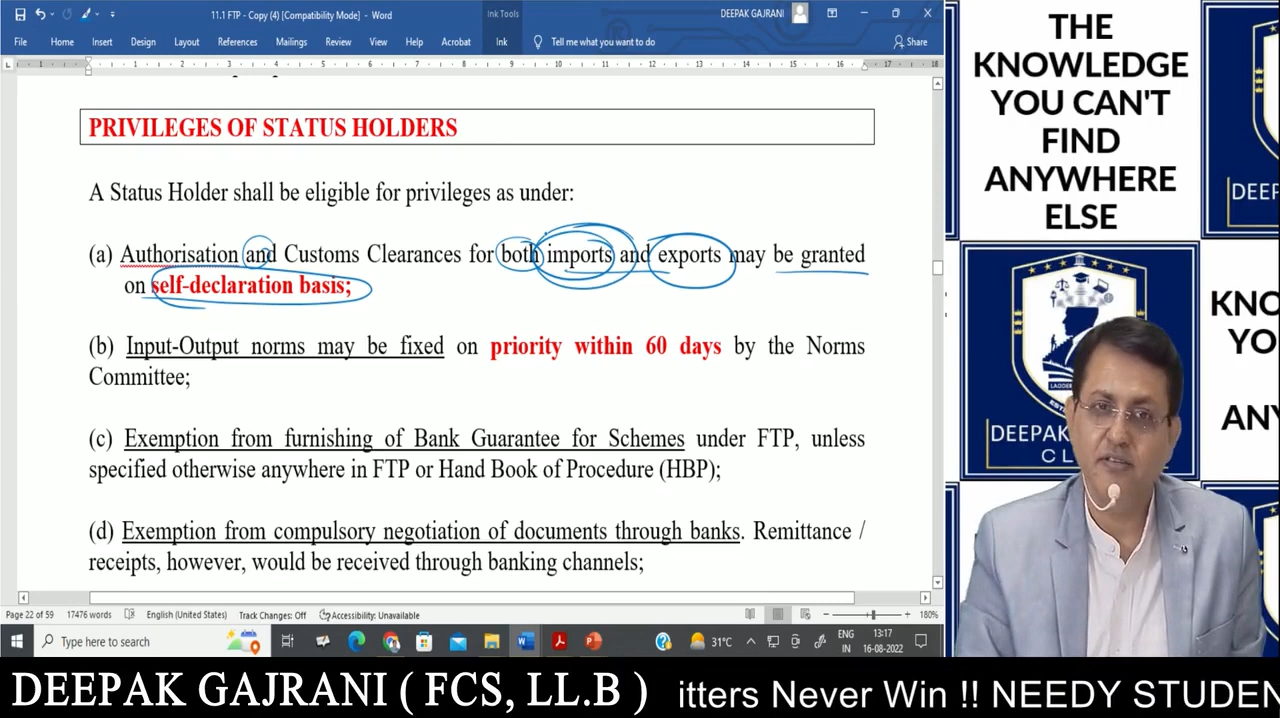 11.1 FTP - Copy (4) [Compatibility Mode] - Word
Ink Tools
DEEPAK GAJRANI
File Home Insert Design Layout References Mailings Review View Help Acrobat Ink Tell me what you want to do Share
PRIVILEGES OF STATUS HOLDERS
A Status Holder shall be eligible for privileges as under:
(a) Authorisation and Customs Clearances for both imports and exports may be granted
on self-declaration basis;
(b) Input-Output norms may be fixed on priority within 60 days by the Norms
Committee;
(c) Exemption from furnishing of Bank Guarantee for Schemes under FTP, unless
specified otherwise anywhere in FTP or Hand Book of Procedure (HBP);
(d) Exemption from compulsory negotiation of documents through banks. Remittance /
receipts, however, would be received through banking channels;
Page 22 of 59 17476 words English (United States) Track Changes: Off Accessibility: Unavailable 180%
Type here to search
31°C ENG IN 13:17 16-08-2022
THE
KNOWLEDGE
YOU CAN'T
FIND
ANYWHERE
ELSE
DEEP
DEEPAK
CL
KNO
YO
ANY
DEEPAK GAJRANI ( FCS, LL.B ) itters Never Win !! NEEDY STUDEN